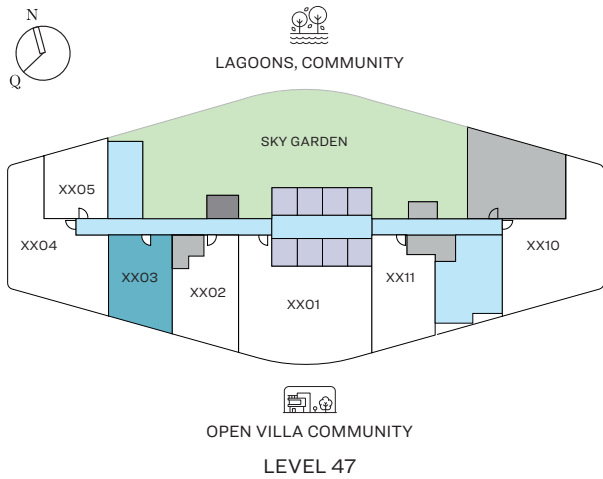 N
Q
LAGOONS, COMMUNITY
SKY GARDEN
XX05
XX04
XX03
XX02
XX01
XX11
XX10
OPEN VILLA COMMUNITY
LEVEL 47